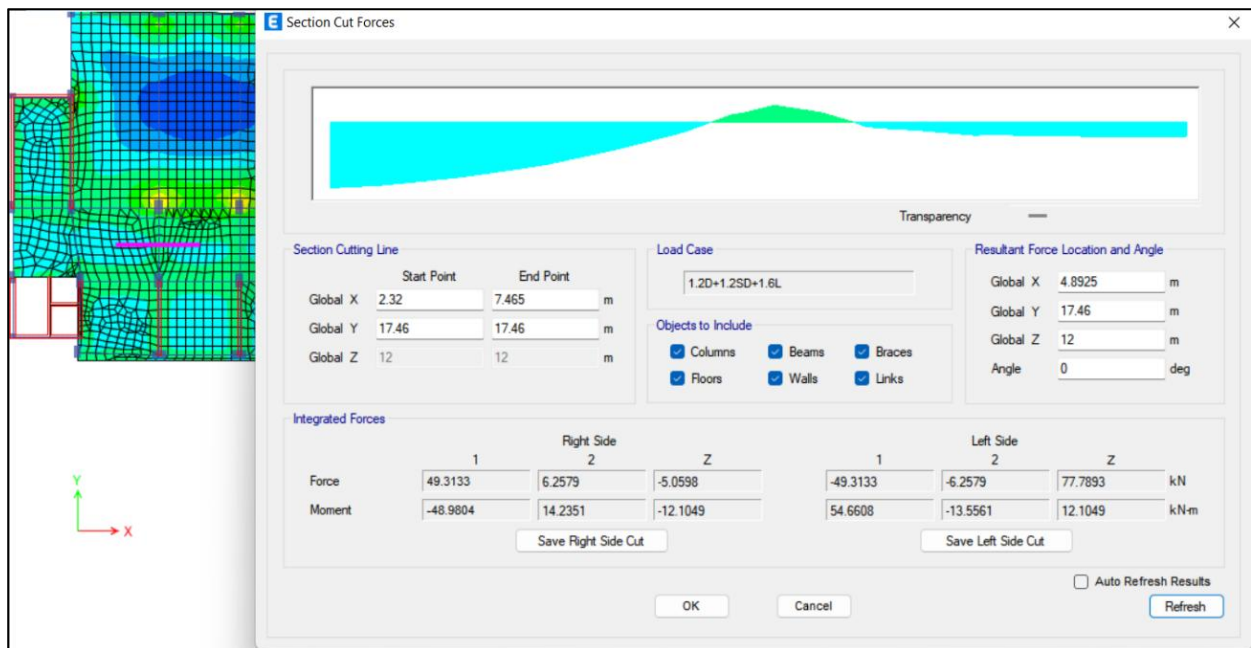 E Section Cut Forces
Transparency
Section Cutting Line
Start Point End Point
Global X 2.32 7.465 m
Global Y 17.46 17.46 m
Global Z 12 12 m
Load Case
1.2D+1.2SD+1.6L
Objects to Include
Columns Beams Braces
Floors Walls Links
Resultant Force Location and Angle
Global X 4.8925 m
Global Y 17.46 m
Global Z 12 m
Angle 0 deg
Integrated Forces
Right Side Left Side
1 2 Z 1 2 Z
Force 49.3133 6.2579 -5.0598 -49.3133 -6.2579 77.7893 kN
Moment -48.9804 14.2351 -12.1049 54.6608 -13.5561 12.1049 kN-m
Save Right Side Cut Save Left Side Cut
Auto Refresh Results
OK Cancel Refresh
Y
X